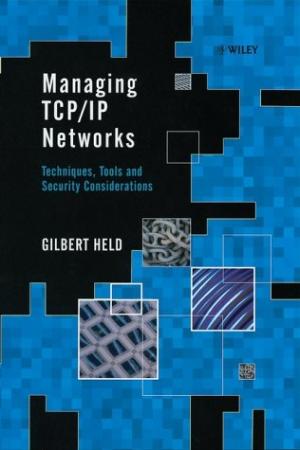 WILEY
Managing
TCP/IP
Networks
Techniques, Tools and
Security Considerations
GILBERT HELD